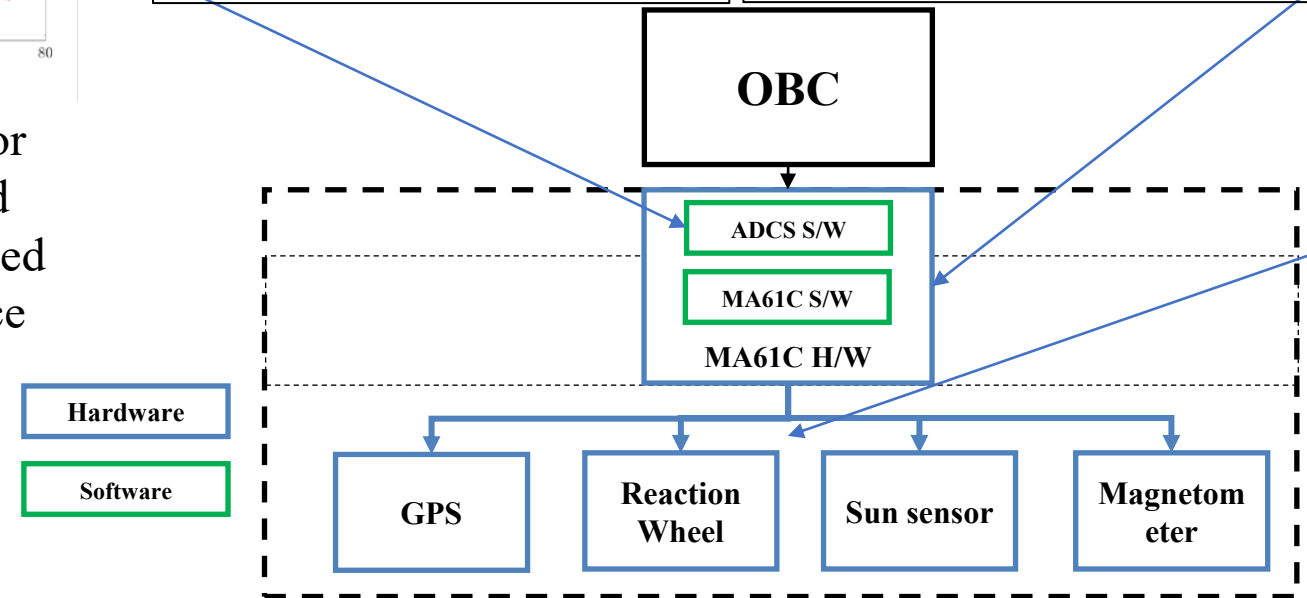 80
or
d
ed
ce
OBC
ADCS S/W
MA61C S/W
MA61C H/W
Hardware
Software
GPS
Reaction
Wheel
Sun sensor
Magnetom
eter